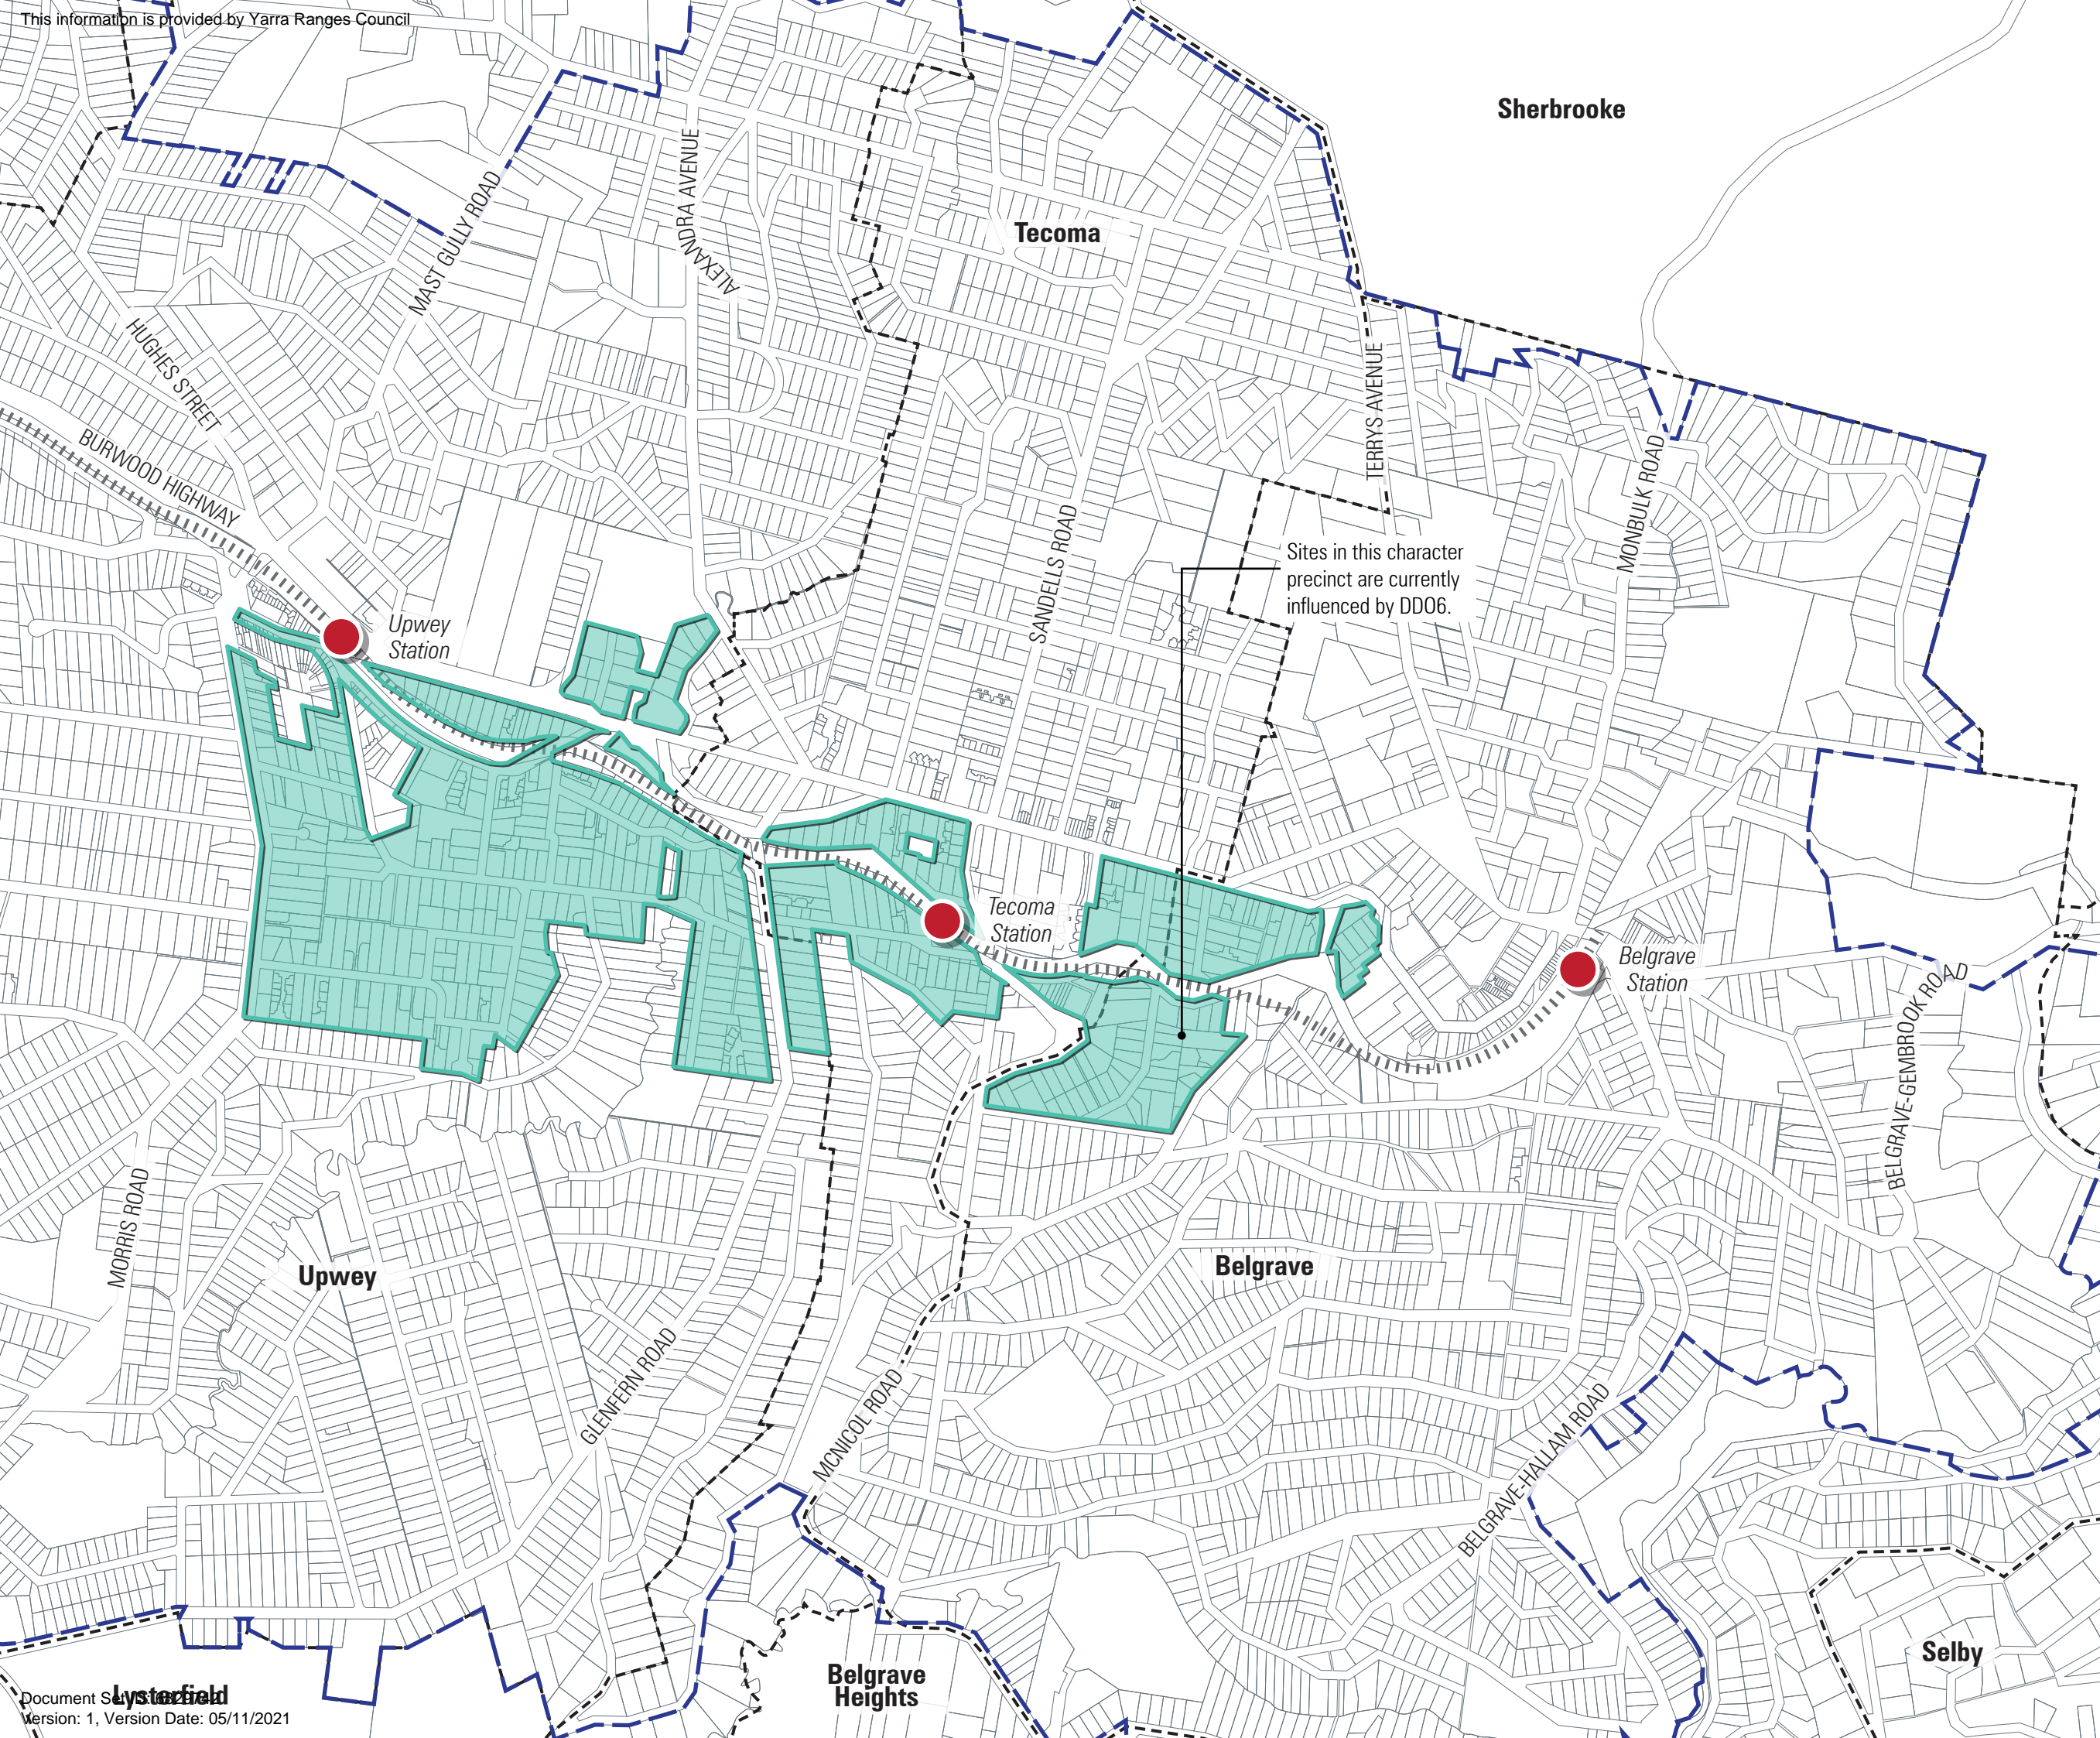 This information is provided by Yarra Ranges Council
Sherbrooke
ALEXANDRA AVENUE
MAST GULLY ROAD
Tecoma
HUGHES STREET
TERRYS AVENUE
BURWOOD HIGHWAY
MONBULK ROAD
SANDELLS ROAD
Sites in this character
precinct are currently
influenced by DDO6.
Upwey
Station
Tecoma
Station
Belgrave
Station
BELGRAVE-GEMBROOK ROAD
MORRIS ROAD
Upwey
Belgrave
GLENFERN ROAD
MCNICOL ROAD
BELGRAVE-HALLAM ROAD
Selby
Belgrave
Heights
Lysterfield
Document Set ID:
Version: 1, Version Date: 05/11/2021